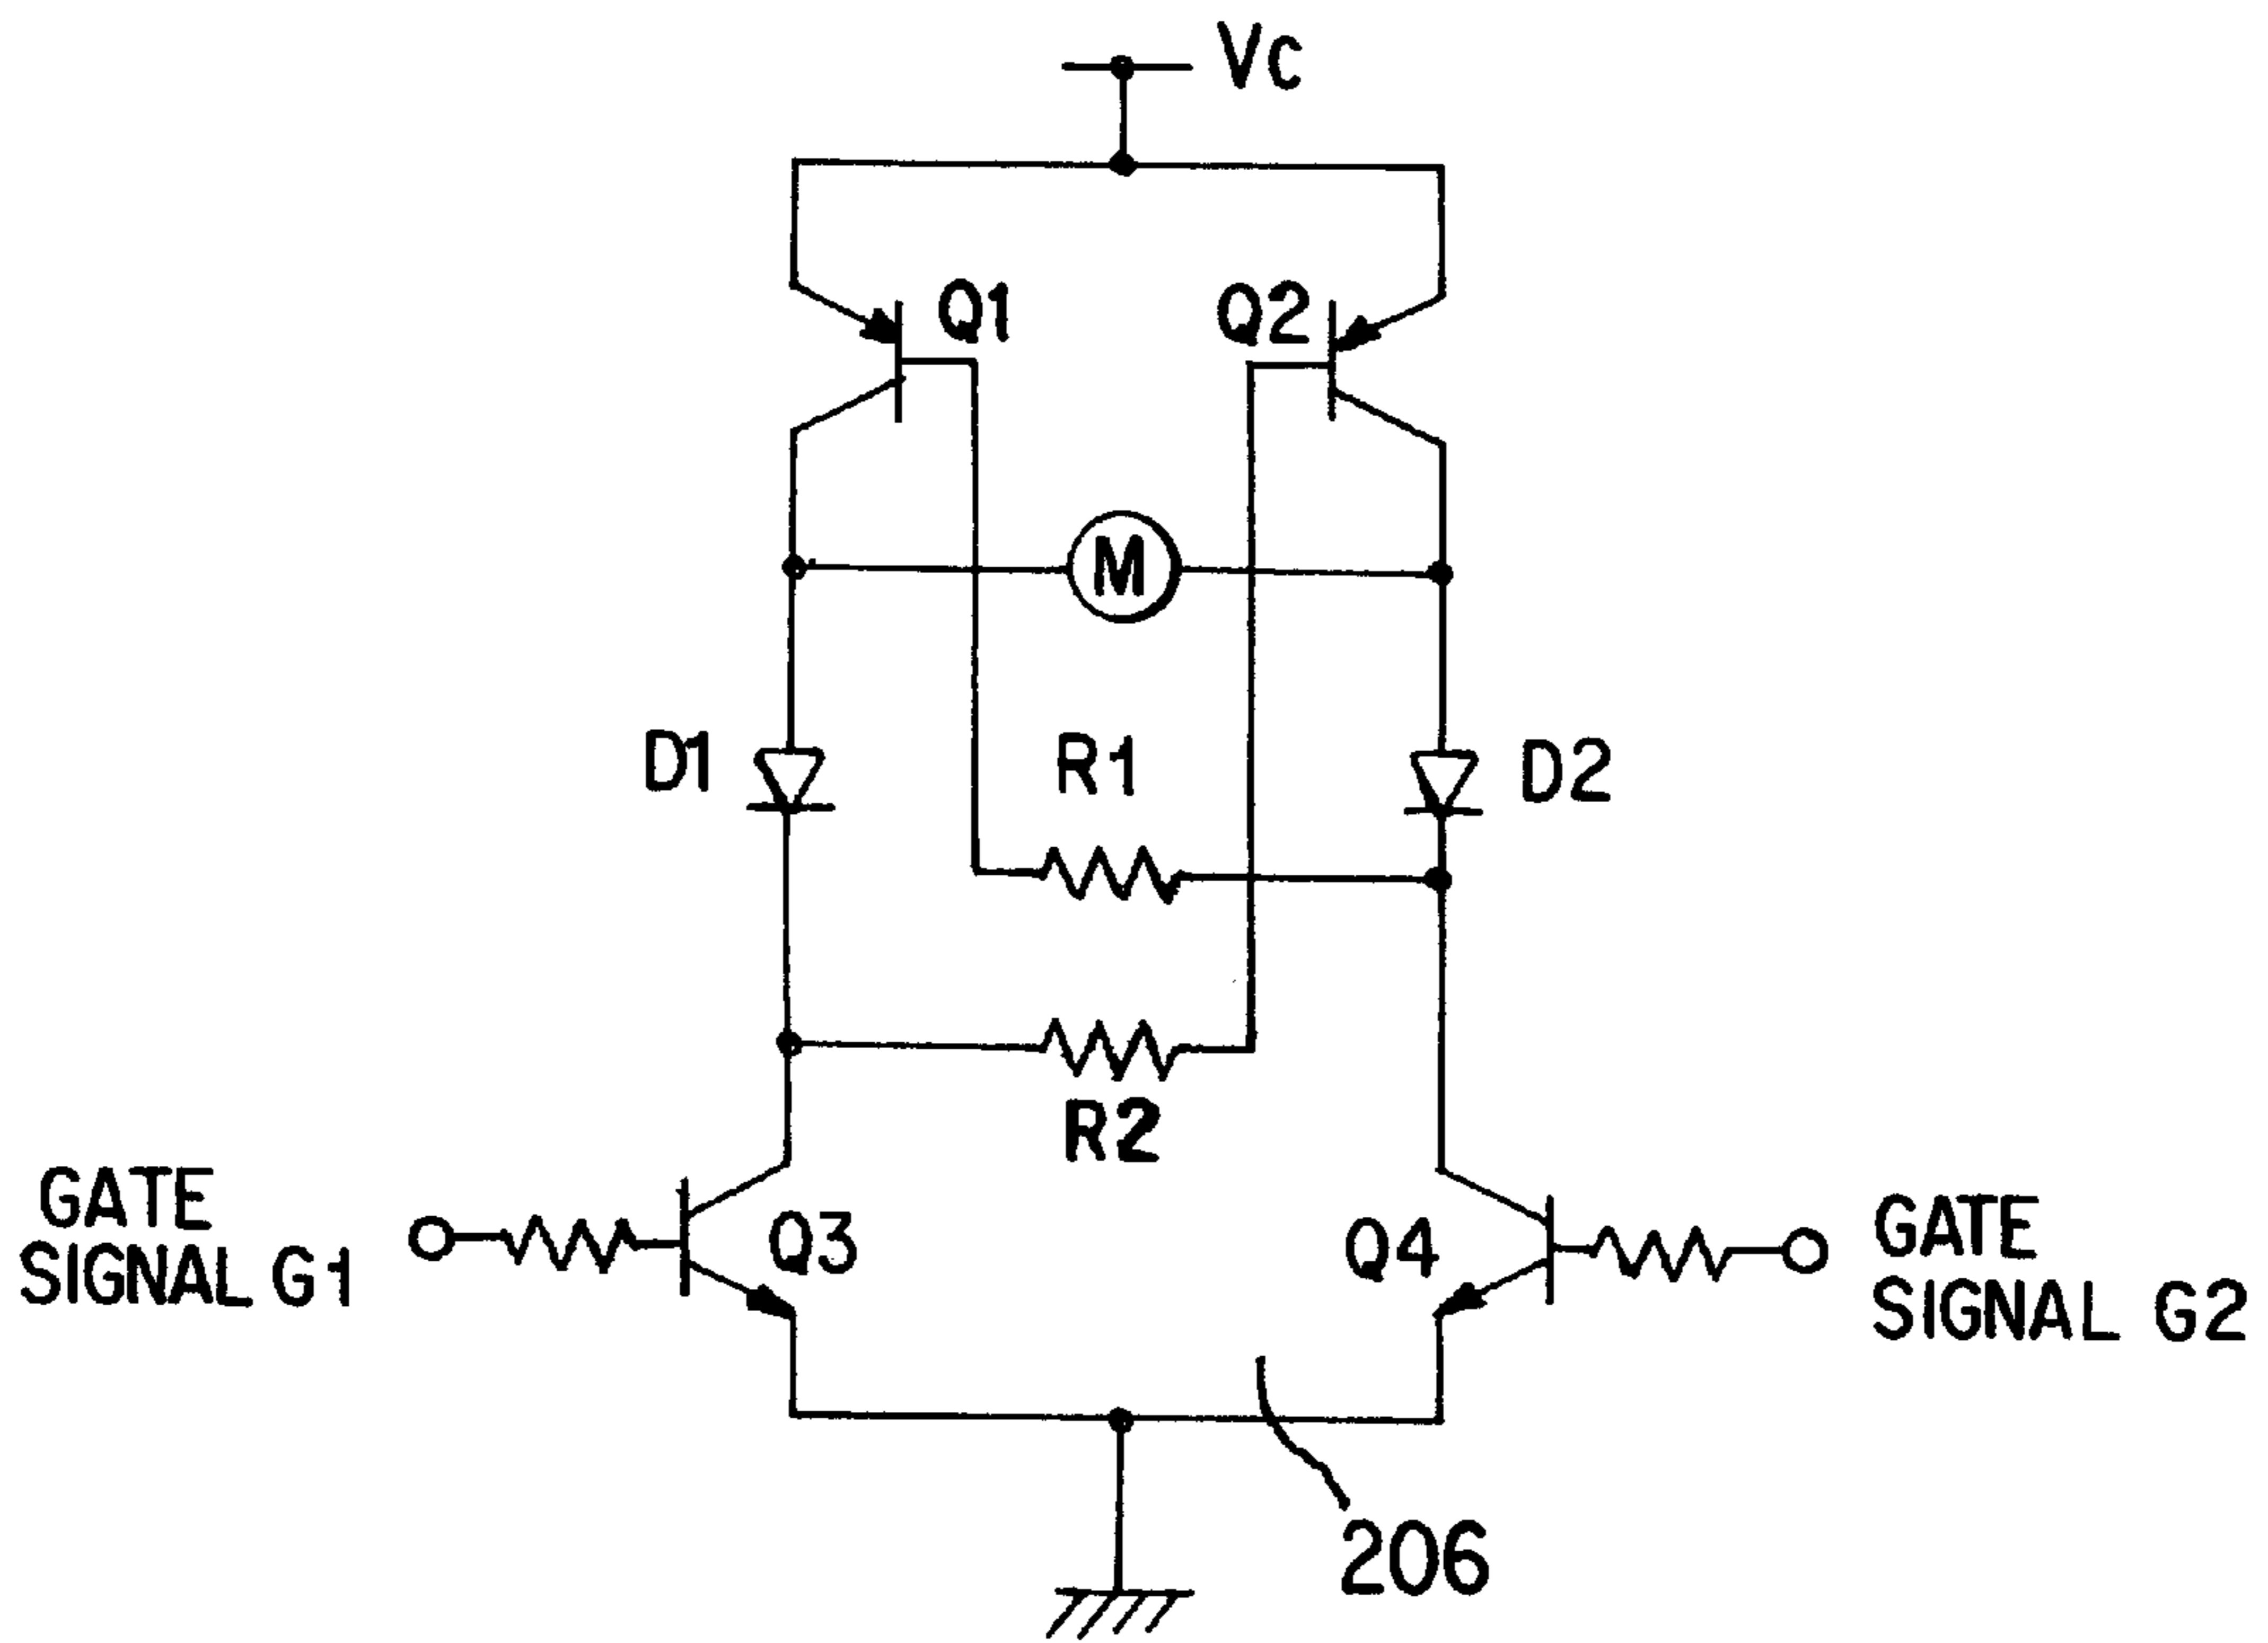 Vc
Q1
Q2
M
D1
R1
D2
R2
GATE
SIGNAL G1
Q3
Q4
GATE
SIGNAL G2
206